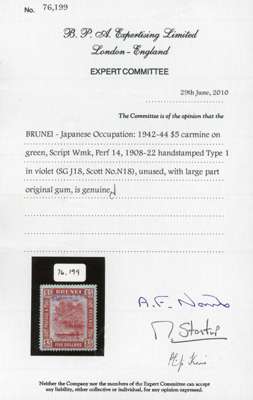 No. 76,199
B. P. A. Expertising Limited
London - England
EXPERT COMMITTEE
29th June, 2010
The Committee is of the opinion that the
BRUNEI - Japanese Occupation: 1942-44 $5 carmine on
green, Script Wmk, Perf 14, 1908-22 handstamped Type 1
in violet (SG J18, Scott No.N18), unused, with large part
original gum, is genuine.
76,199
BRUNEI
FIVE DOLLARS
Neither the Company nor the members of the Expert Committee can accept
any liability, either collective or individual, for any opinion expressed.